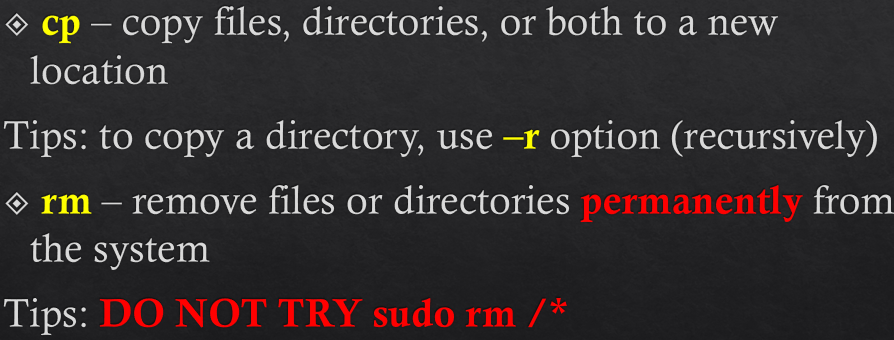 cp – copy files, directories, or both to a new
location
Tips: to copy a directory, use –r option (recursively)
rm – remove files or directories permanently from
the system
Tips: DO NOT TRY sudo rm /*